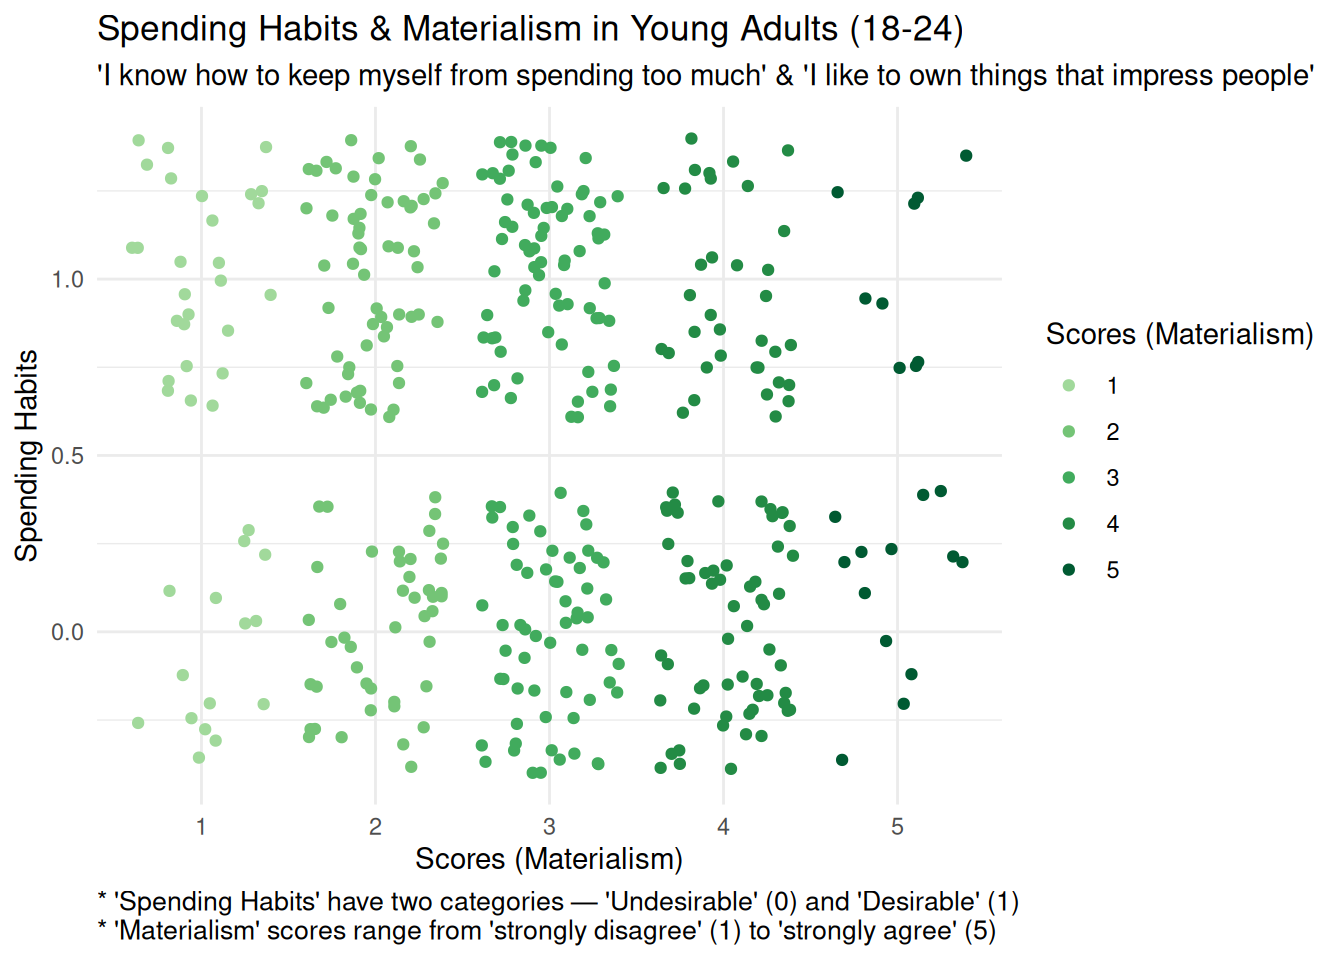 Spending Habits & Materialism in Young Adults (18-24)
'I know how to keep myself from spending too much' & 'I like to own things that impress people'
Spending Habits
1.0
0.5
0.0
1 2 3 4 5
Scores (Materialism)
Scores (Materialism)
1
2
3
4
5
* 'Spending Habits' have two categories — 'Undesirable' (0) and 'Desirable' (1)
* 'Materialism' scores range from 'strongly disagree' (1) to 'strongly agree' (5)